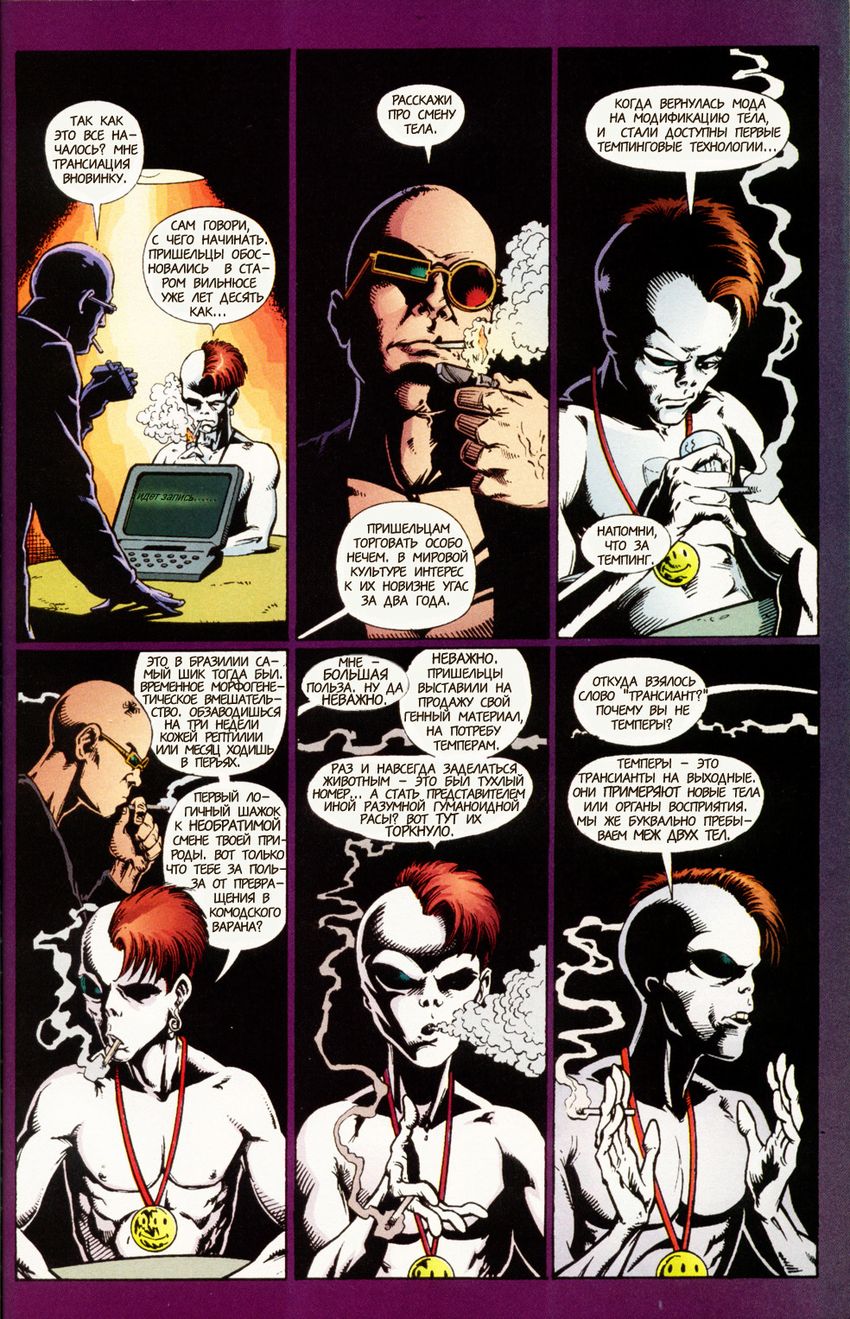 ТАК КАК
ЭТО ВСЕ НА-
ЧАЛОСЬ? МНЕ
ТРАНСИАЦИЯ
ВНОВИНКУ.
САМ ГОВОРИ,
С ЧЕГО НАЧИНАТЬ.
ПРИШЕЛЬЦЫ ОБОС-
НОВАЛИСЬ В СТА-
РОМ ВИЛЬНЮСЕ
УЖЕ ЛЕТ ДЕСЯТЬ
КАК...
ИДЕТ ЗАПИСЬ......
РАССКАЖИ
ПРО СМЕНУ
ТЕЛА.
ПРИШЕЛЬЦАМ
ТОРГОВАТЬ ОСОБО
НЕЧЕМ. В МИРОВОЙ
КУЛЬТУРЕ ИНТЕРЕС
К ИХ НОВИЗНЕ УГАС
ЗА ДВА ГОДА.
КОГДА ВЕРНУЛАСЬ МОДА
НА МОДИФИКАЦИЮ ТЕЛА,
И СТАЛИ ДОСТУПНЫ ПЕРВЫЕ
ТЕМПИНГОВЫЕ ТЕХНОЛОГИИ...
НАПОМНИ,
ЧТО ЗА
ТЕМПИНГ.
ЭТО В БРАЗИЛИИ СА-
МЫЙ ШИК ТОГДА БЫЛ.
ВРЕМЕННОЕ МОРФОГЕНЕ-
ТИЧЕСКОЕ ВМЕШАТЕЛЬ-
СТВО. ОБЗАВОДИШЬСЯ
НА ТРИ НЕДЕЛИ
КОЖЕЙ РЕПТИЛИИ
ИЛИ МЕСЯЦ ХОДИШЬ
В ПЕРЬЯХ.
ПЕРВЫЙ ЛО-
ГИЧНЫЙ ШАЖОК
К НЕОБРАТИМОЙ
СМЕНЕ ТВОЕЙ ПРИ-
РОДЫ. ВОТ ТОЛЬКО
ЧТО ТЕБЕ ЗА ПОЛЬ-
ЗА ОТ ПРЕВРА-
ЩЕНИЯ В
КОМОДСКОГО
ВАРАНА?
МНЕ -
БОЛЬШАЯ
ПОЛЬЗА. НУ ДА
НЕВАЖНО.
НЕВАЖНО.
ПРИШЕЛЬЦЫ
ВЫСТАВИЛИ НА
ПРОДАЖУ СВОЙ
ГЕННЫЙ МАТЕРИАЛ,
НА ПОТРЕБУ
ТЕМПЕРАМ.
РАЗ И НАВСЕГДА ЗАДЕЛАТЬСЯ
ЖИВОТНЫМ - ЭТО БЫЛ ТУХЛЫЙ
НОМЕР... А СТАТЬ ПРЕДСТАВИТЕЛЕМ
ИНОЙ РАЗУМНОЙ ГУМАНОИДНОЙ
РАСЫ? ВОТ ТУТ ИХ
ТОРКНУЛО.
ОТКУДА ВЗЯЛОСЬ
СЛОВО "ТРАНСИАНТ?"
ПОЧЕМУ ВЫ НЕ
ТЕМПЕРЫ?
ТЕМПЕРЫ - ЭТО
ТРАНСИАНТЫ НА ВЫХОДНЫЕ.
ОНИ ПРИМЕРЯЮТ НОВЫЕ ТЕЛА
ИЛИ ОРГАНЫ ВОСПРИЯТИЯ.
МЫ ЖЕ БУКВАЛЬНО ПРЕБЫ-
ВАЕМ МЕЖ ДВУХ ТЕЛ.